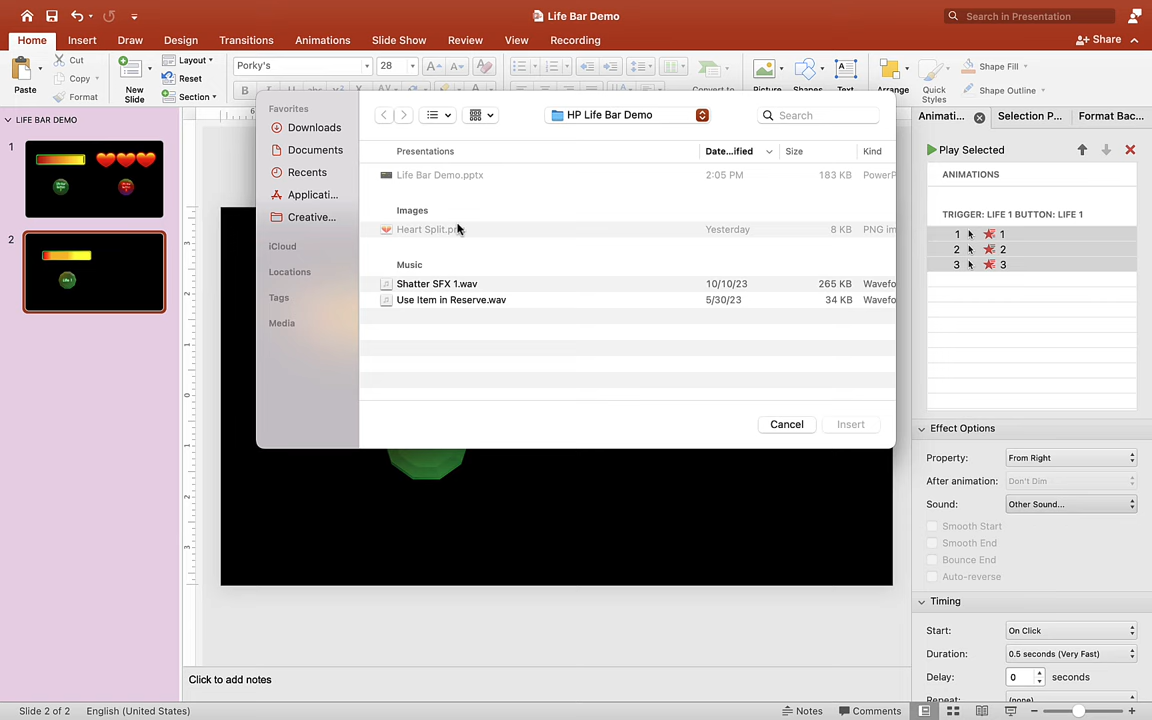 Life Bar Demo
Search in Presentation
Home Insert Draw Design Transitions Animations Slide Show Review View Recording
Share
Paste
Cut
Copy
Format
New Slide
Layout
Reset
Section
Porky's
28
Convert to
Picture
Shapes
Text
Arrange
Quick Styles
Shape Fill
Shape Outline
LIFE BAR DEMO
1
2
Life 1
Favorites
Downloads
Documents
Recents
Applicati...
Creative...
iCloud
Locations
Tags
Media
HP Life Bar Demo
Search
Presentations
Date...ified
Size
Kind
Life Bar Demo.pptx 2:05 PM 183 KB PowerP
Images
Heart Split.p Yesterday 8 KB PNG im
Music
Shatter SFX 1.wav 10/10/23 265 KB Wavefo
Use Item in Reserve.wav 5/30/23 34 KB Wavefo
Cancel
Insert
Animati...
Selection P...
Format Bac...
Play Selected
ANIMATIONS
TRIGGER: LIFE 1 BUTTON: LIFE 1
1 1
2 2
3 3
Effect Options
Property: From Right
After animation: Don't Dim
Sound: Other Sound...
Smooth Start
Smooth End
Bounce End
Auto-reverse
Timing
Start: On Click
Duration: 0.5 seconds (Very Fast)
Delay: 0 seconds
Repeat: (none)
Click to add notes
Slide 2 of 2
English (United States)
Notes
Comments